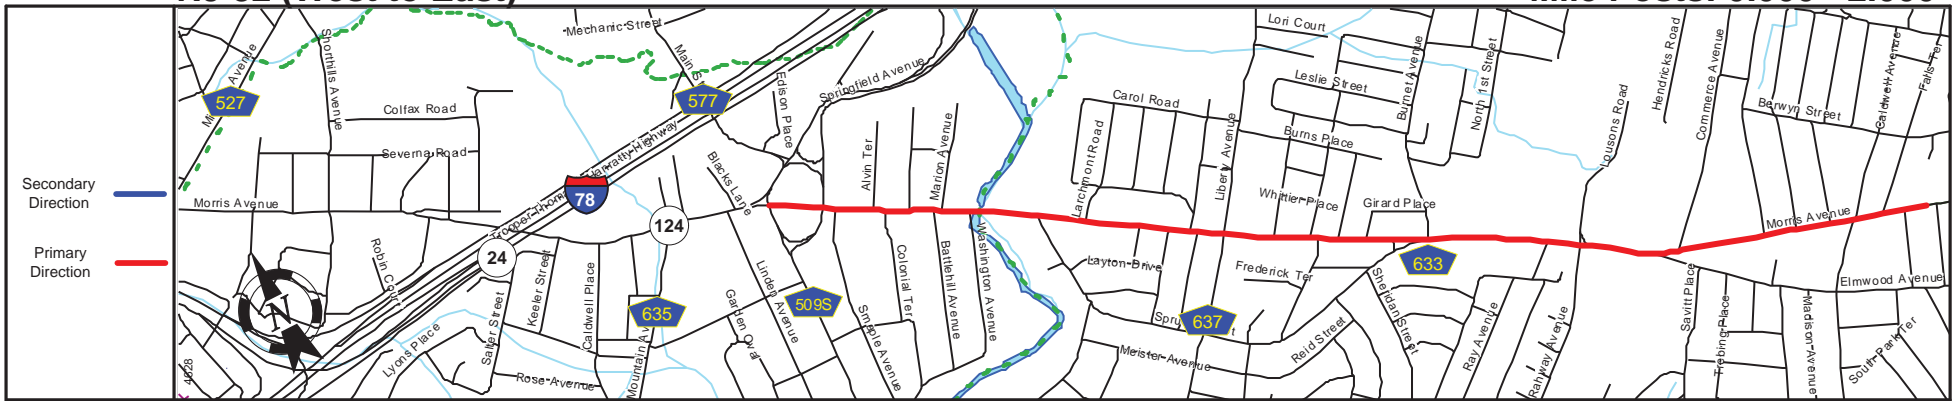 Secondary
Direction
Primary
Direction
Mechanic Street
Shorthills Avenue
Avenue
527
Main St
577
Edison Place
Springfield Avenue
Colfax Road
Severna Road
Morris Avenue
78
Blacks Lane
Alvin Ter
Marion Avenue
124
24
Robin Court
Keeler Street
Caldwell Place
Salter Street
Lyons Place
Rose Avenue
635
Garden Oval
Linden Avenue
509S
Colonial Ter
Battlehill Avenue
Washington Avenue
Lori Court
Leslie Street
Burnet Avenue
North 1st Street
Carol Road
Burns Place
Larchmont Road
Liberty Avenue
Whittier Place
Girard Place
Lousons Road
Hendricks Road
Commerce Avenue
Berwyn Street
Caldwell Avenue
Falls Ter
Morris Avenue
Layton Drive
Frederick Ter
633
637
Sheridan Street
Reid Street
Meister Avenue
Ray Avenue
Rahway Avenue
Savitt Place
Trebing Place
Madison Avenue
Elmwood Avenue
South Park Ter
N
4628